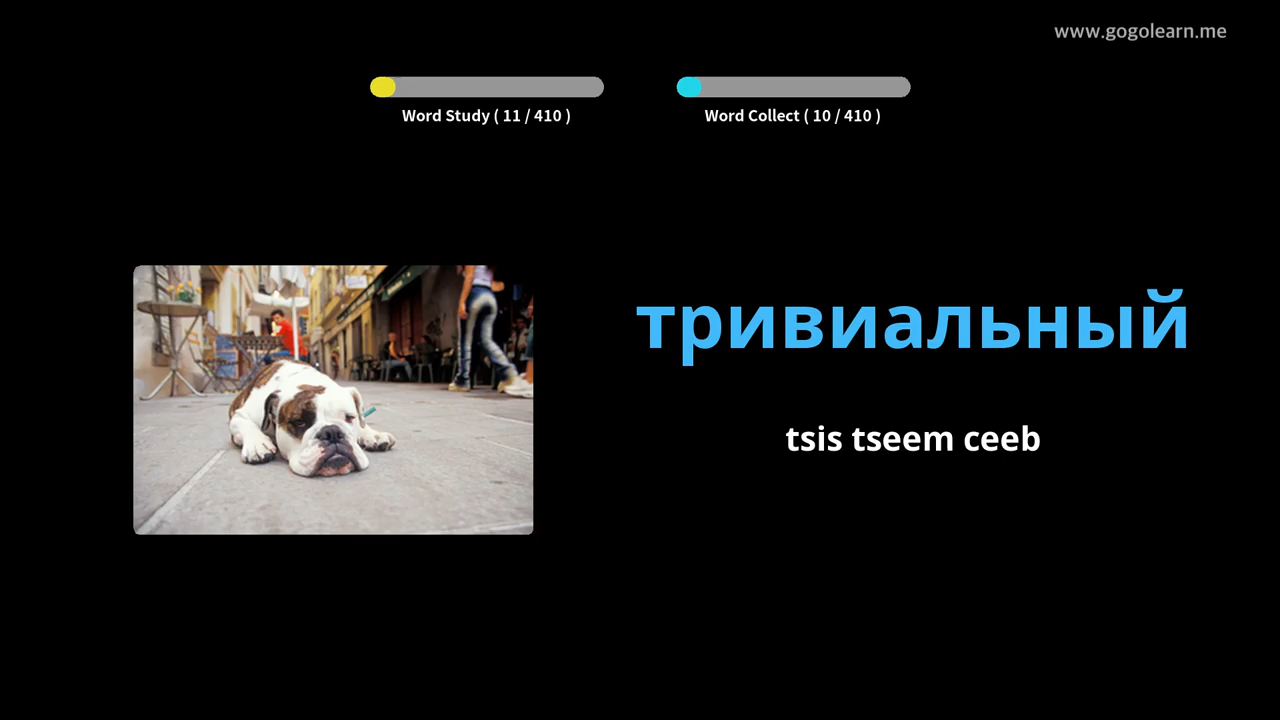 www.gogolearn.me
Word Study ( 11 / 410 )
Word Collect ( 10 / 410 )
тривиальный
tsis tseem ceeb